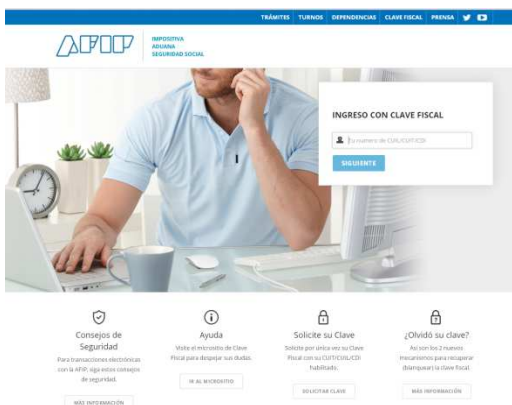 TRÁMITES TURNOS DEPENDENCIAS CLAVE FISCAL PRENSA
AFIP
IMPOSITIVA
ADUANA
SEGURIDAD SOCIAL
INGRESO CON CLAVE FISCAL
Tu número de CUIL/CUIT/CDI
SIGUIENTE
Consejos de
Seguridad
Para transacciones electrónicas
con la AFIP, siga estos consejos
de seguridad.
MÁS INFORMACIÓN
Ayuda
Visite el micrositio de Clave
Fiscal para despejar sus dudas.
IR AL MICROSITIO
Solicite su Clave
Solicite por única vez su Clave
Fiscal con su CUIT/CUIL/CDI
habilitado.
SOLICITAR CLAVE
¿Olvidó su clave?
Así son los 2 nuevos
mecanismos para recuperar
(blanquear) la clave fiscal.
MÁS INFORMACIÓN